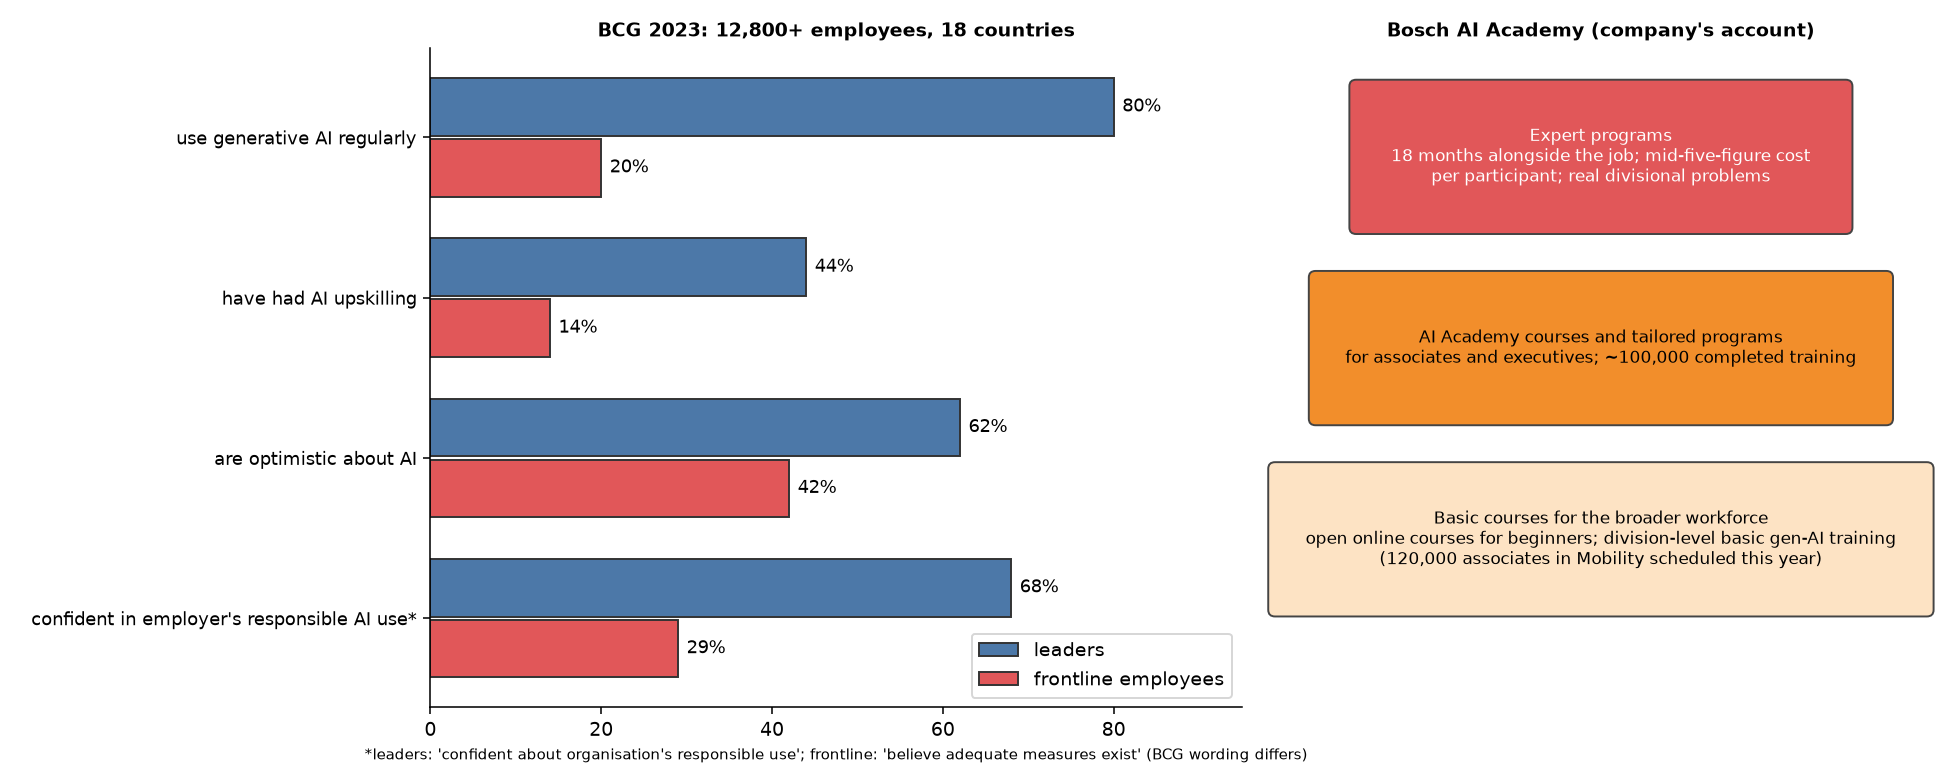 BCG 2023: 12,800+ employees, 18 countries
use generative AI regularly
80%
20%
have had AI upskilling
44%
14%
are optimistic about AI
62%
42%
confident in employer's responsible AI use*
68%
29%
leaders
frontline employees
0 20 40 60 80
*leaders: 'confident about organisation's responsible use'; frontline: 'believe adequate measures exist' (BCG wording differs)
Bosch AI Academy (company's account)
Expert programs
18 months alongside the job; mid-five-figure cost
per participant; real divisional problems
AI Academy courses and tailored programs
for associates and executives; ~100,000 completed training
Basic courses for the broader workforce
open online courses for beginners; division-level basic gen-AI training
(120,000 associates in Mobility scheduled this year)